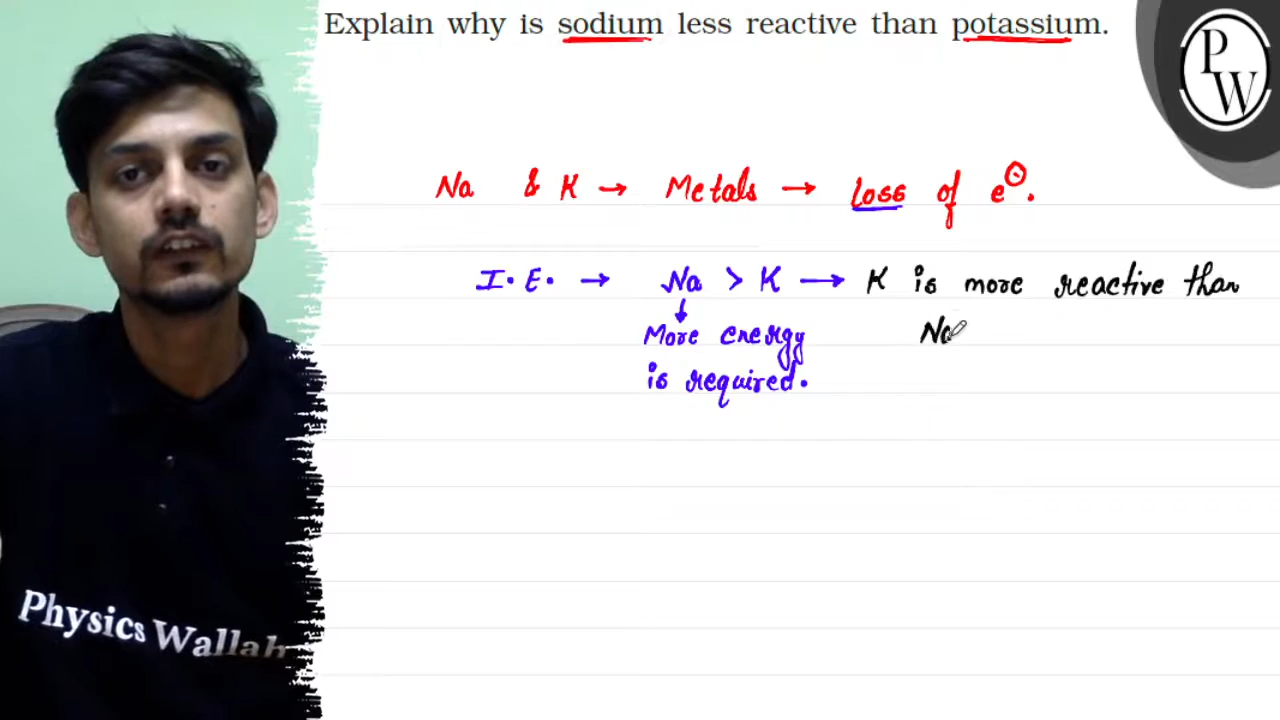 Explain why is sodium less reactive than potassium.
P
W
Na & K → Metals → loss of e⊖.
I.E. → Na > K → K is more reactive than
Na
↓
More energy
is required.
Physics Wallah